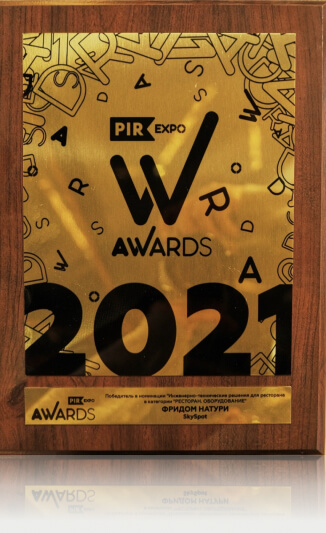 PIR EXPO
W
AWARDS
2021
PIR EXPO
AWARDS
Победитель в номинации "Инженерно-технические решения для ресторана
в категории "РЕСТОРАН. ОБОРУДОВАНИЕ"
ФРИДОМ НАТУРИ
SkySpot